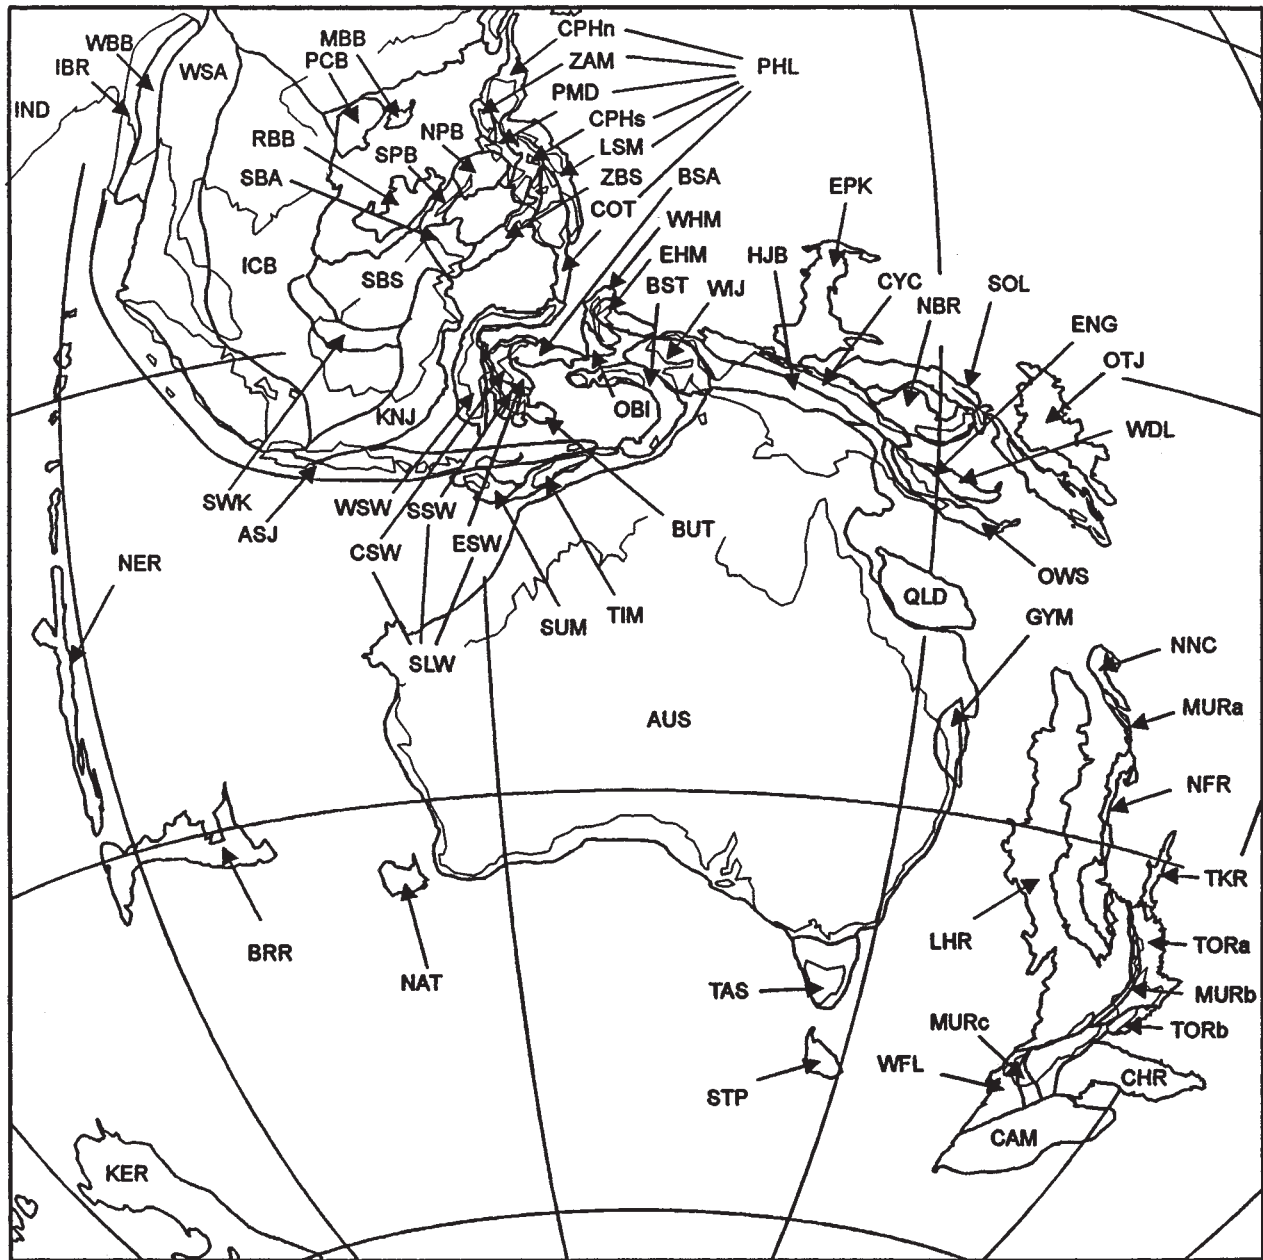 CPHn
MBB
WBB
PCB
ZAM
PHL
IBR
WSA
PMD
IND
CPHs
NPB
RBB
LSM
SPB
SBA
ZBS
BSA
EPK
COT
WHM
EHM
HJB
ICB
SBS
BST
WIJ
CYC
NBR
SOL
ENG
OTJ
OBI
KNJ
WDL
SWK
WSW
SSW
ASJ
BUT
CSW
ESW
NER
OWS
QLD
TIM
SUM
GYM
SLW
NNC
AUS
MURa
NFR
TKR
LHR
TORa
BRR
NAT
TAS
MURb
MURc
TORb
WFL
CHR
STP
CAM
KER